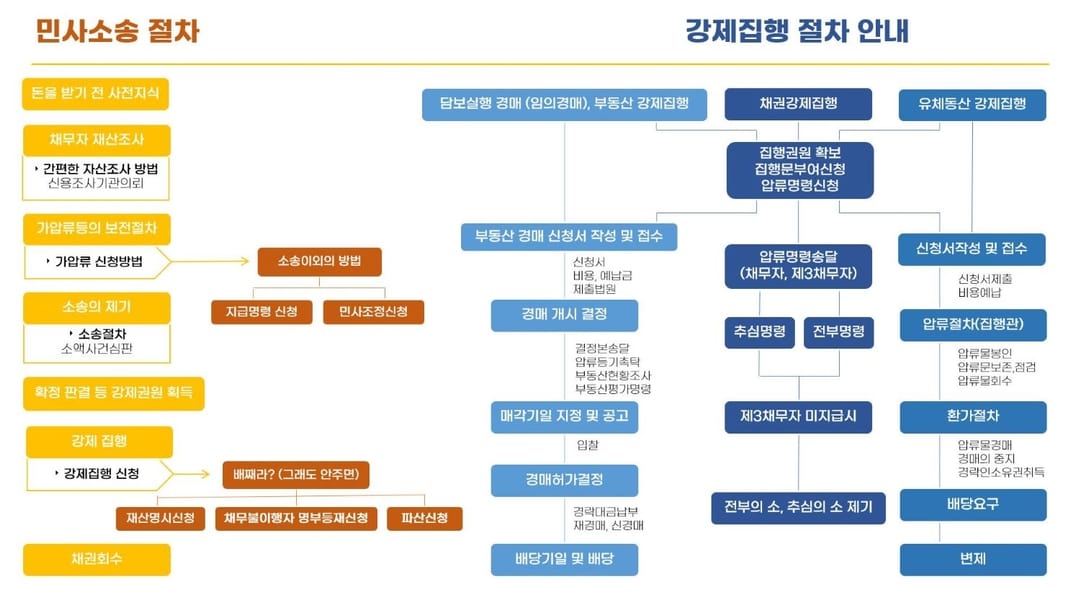 민사소송 절차
돈을 받기 전 사전지식
채무자 재산조사
‣ 간편한 자산조사 방법
신용조사기관의뢰
가압류등의 보전절차
‣ 가압류 신청방법
소송이외의 방법
지급명령 신청
민사조정신청
소송의 제기
‣ 소송절차
소액사건심판
확정 판결 등 강제권원 획득
강제 집행
‣ 강제집행 신청
배째라? (그래도 안주면)
재산명시신청
채무불이행자 명부등재신청
파산신청
채권회수
강제집행 절차 안내
담보실행 경매 (임의경매), 부동산 강제집행
채권강제집행
유체동산 강제집행
집행권원 확보
집행문부여신청
압류명령신청
부동산 경매 신청서 작성 및 접수
신청서
비용, 예납금
제출법원
경매 개시 결정
결정본송달
압류등기촉탁
부동산현황조사
부동산평가명령
매각기일 지정 및 공고
입찰
경매허가결정
경락대금납부
재경매, 신경매
배당기일 및 배당
압류명령송달
(채무자, 제3채무자)
추심명령
전부명령
제3채무자 미지급시
전부의 소, 추심의 소 제기
신청서작성 및 접수
신청서제출
비용예납
압류절차(집행관)
압류물봉인
압류문보존,점검
압류물회수
환가절차
압류물경매
경매의 중지
경락인소유권취득
배당요구
변제